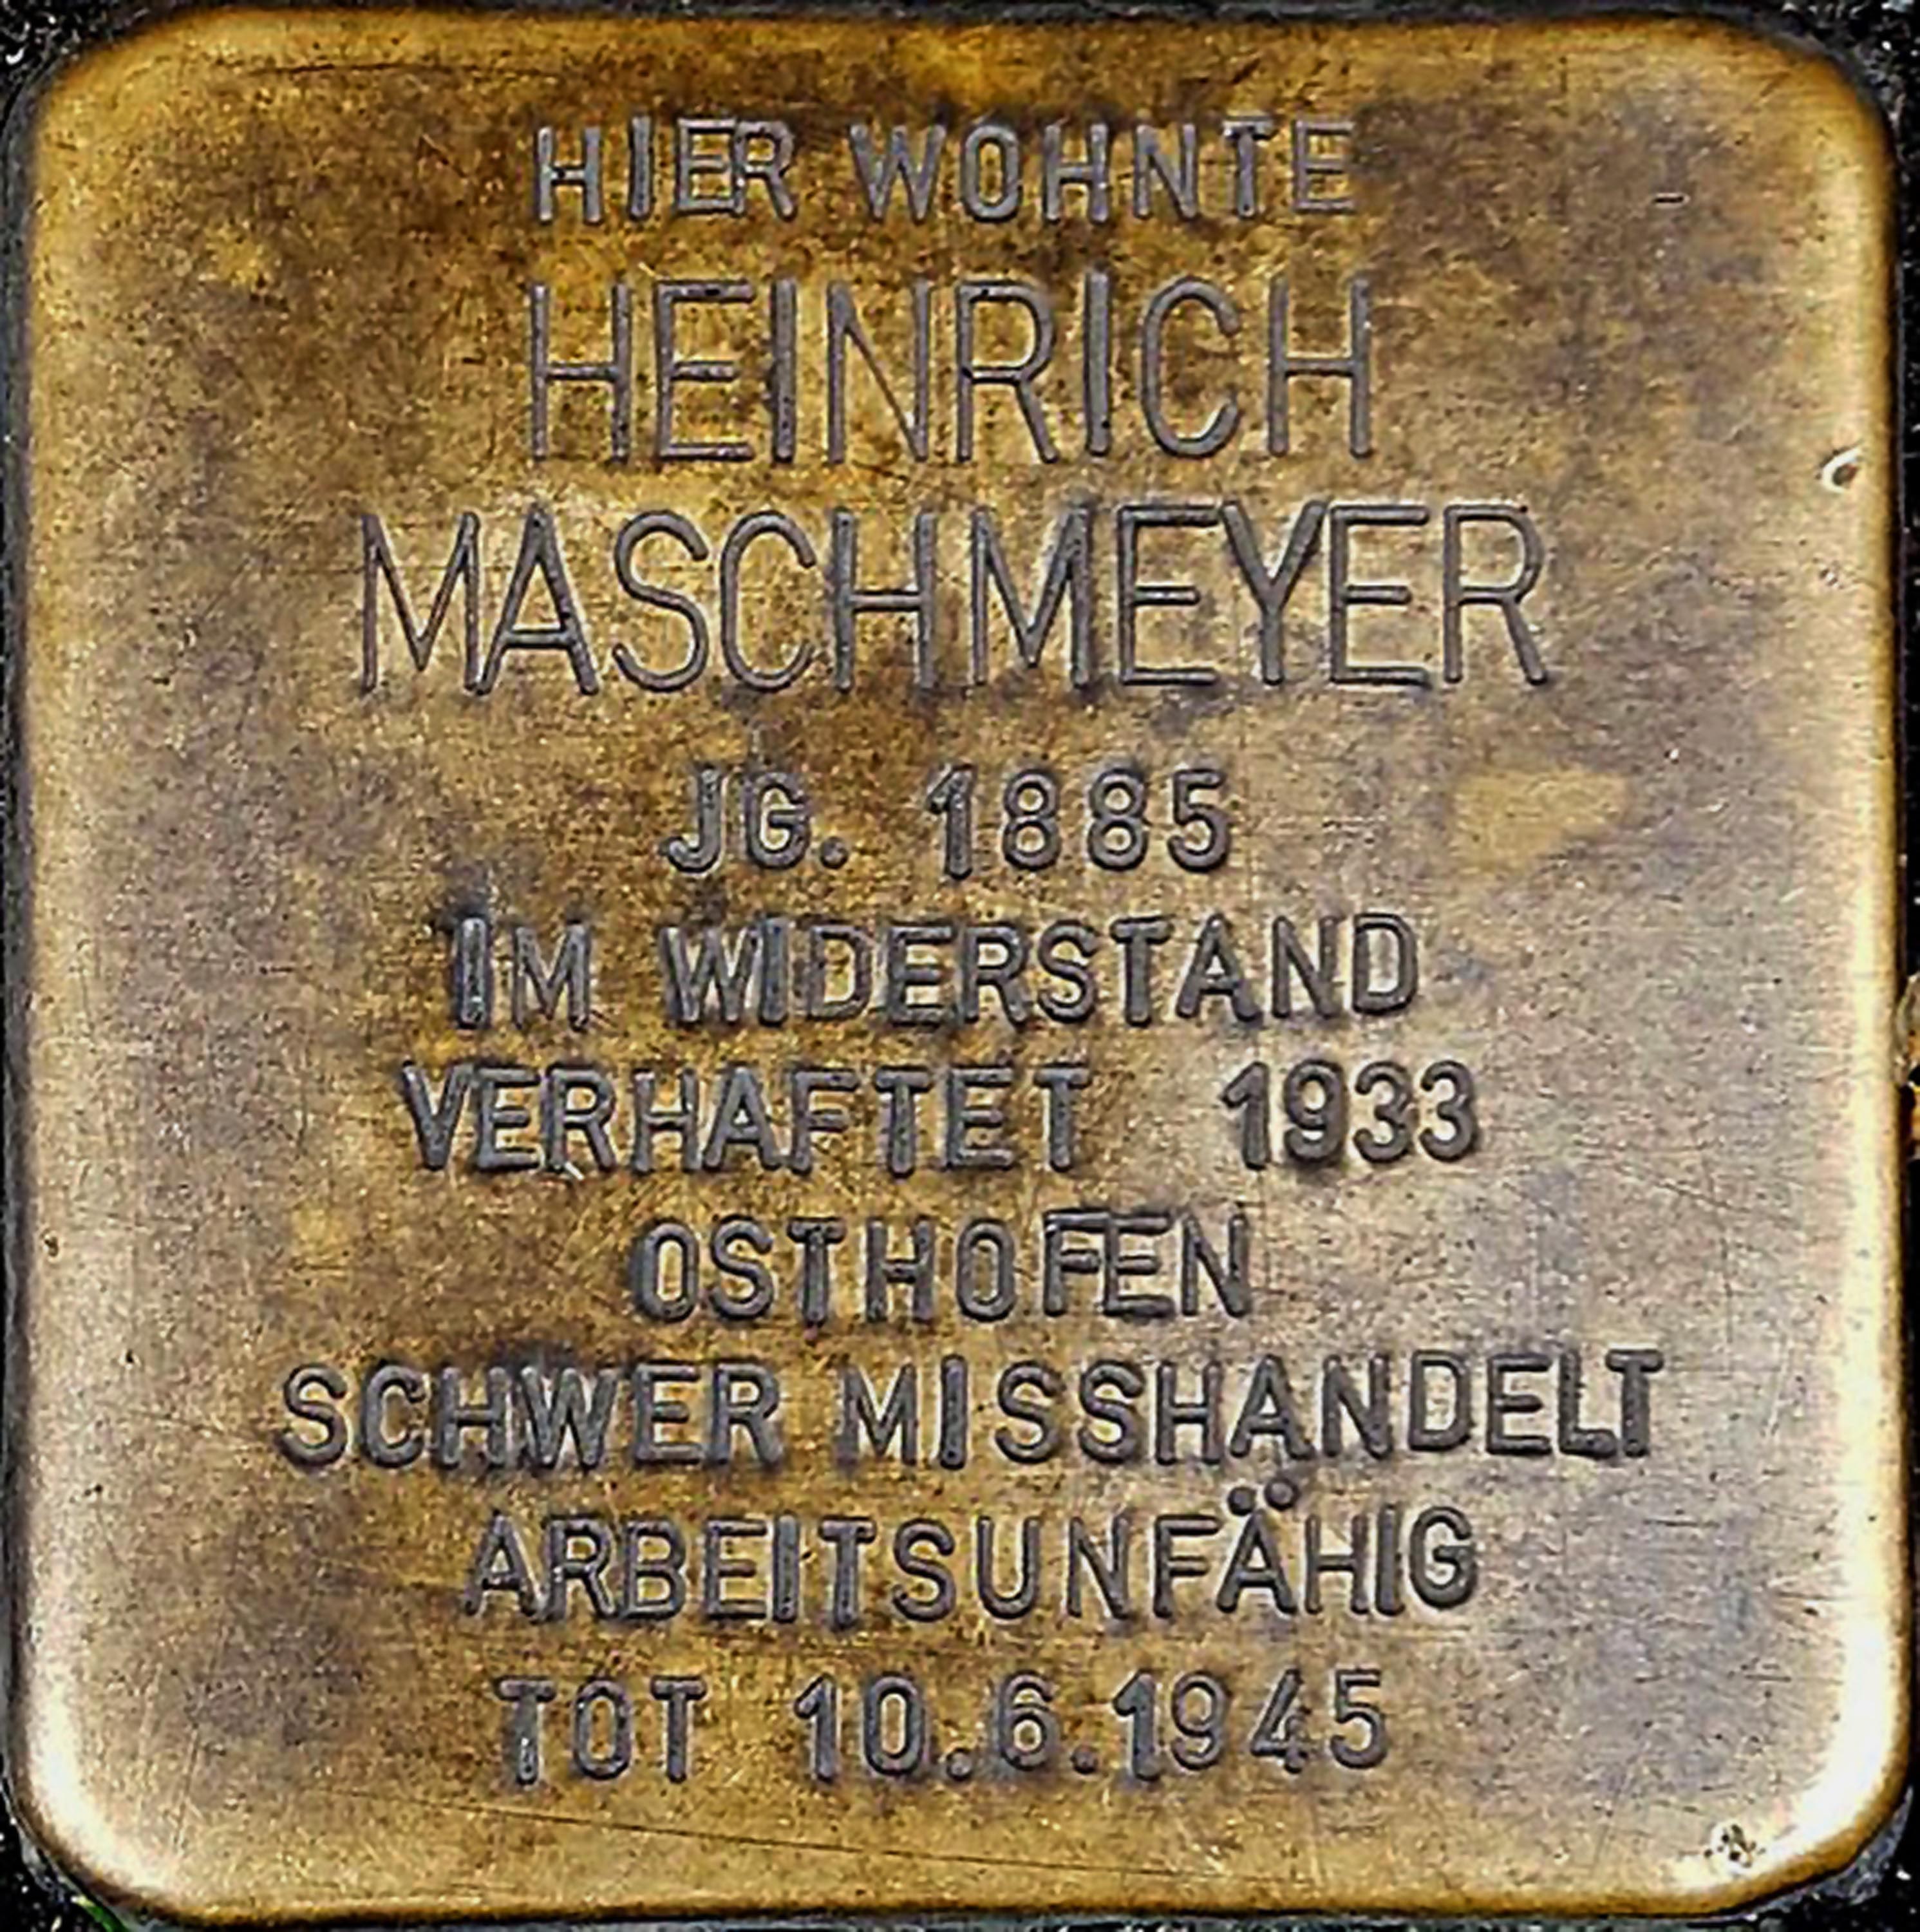 HIER WOHNTE
HEINRICH
MASCHMEYER
JG. 1885
IM WIDERSTAND
VERHAFTET 1933
OSTHOFEN
SCHWER MISSHANDELT
ARBEITSUNFÄHIG
TOT 10.6.1945